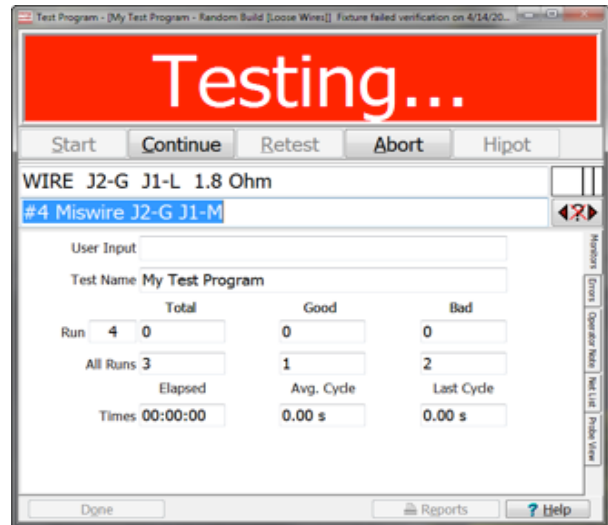 Test Program - [My Test Program - Random Build [Loose Wires]] Fixture failed verification on 4/14/20...
Testing...
Start Continue Retest Abort Hipot
WIRE J2-G J1-L 1.8 Ohm
#4 Miswire J2-G J1-M
User Input
Test Name My Test Program
Total Good Bad
Run 4 0 0 0
All Runs 3 1 2
Elapsed Avg. Cycle Last Cycle
Times 00:00:00 0.00 s 0.00 s
Monitors
Errors
Operator Note
Net List
Probe View
Done Reports ? Help